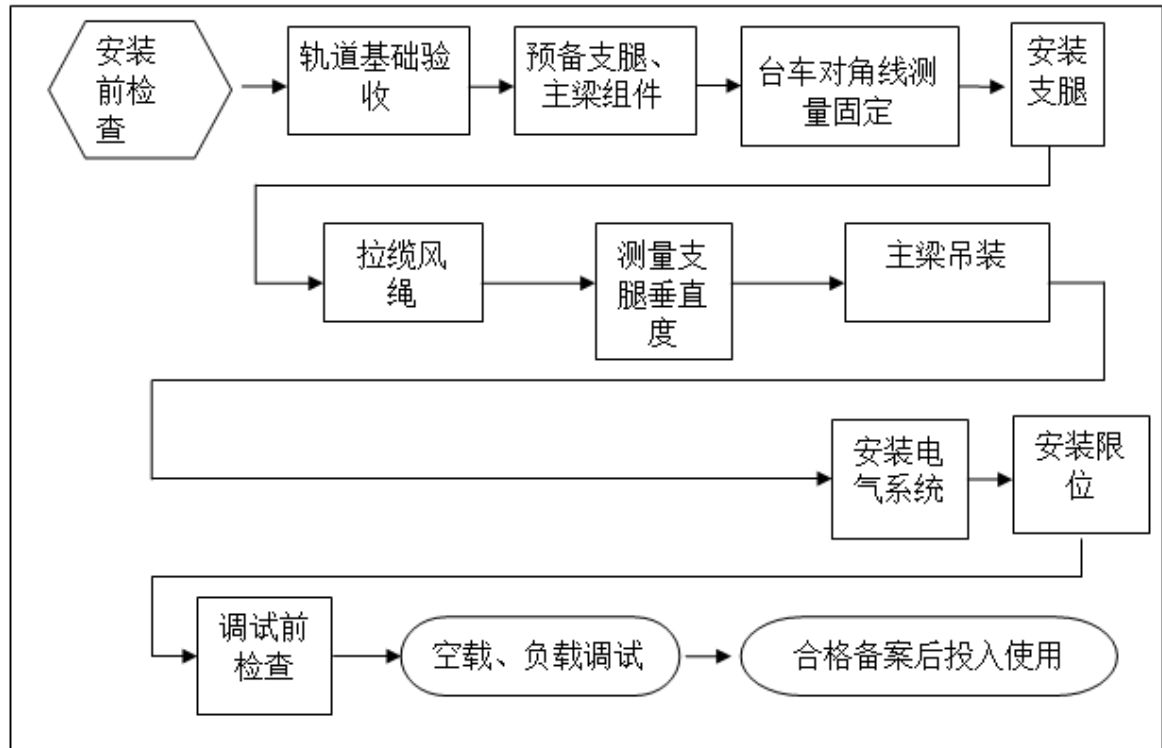 安装
前检
查
轨道基础验
收
预备支腿、
主梁组件
台车对角线测
量固定
安装
支腿
拉缆风
绳
测量支
腿垂直
度
主梁吊装
安装电
气系统
安装限
位
调试前
检查
空载、负载调试
合格备案后投入使用